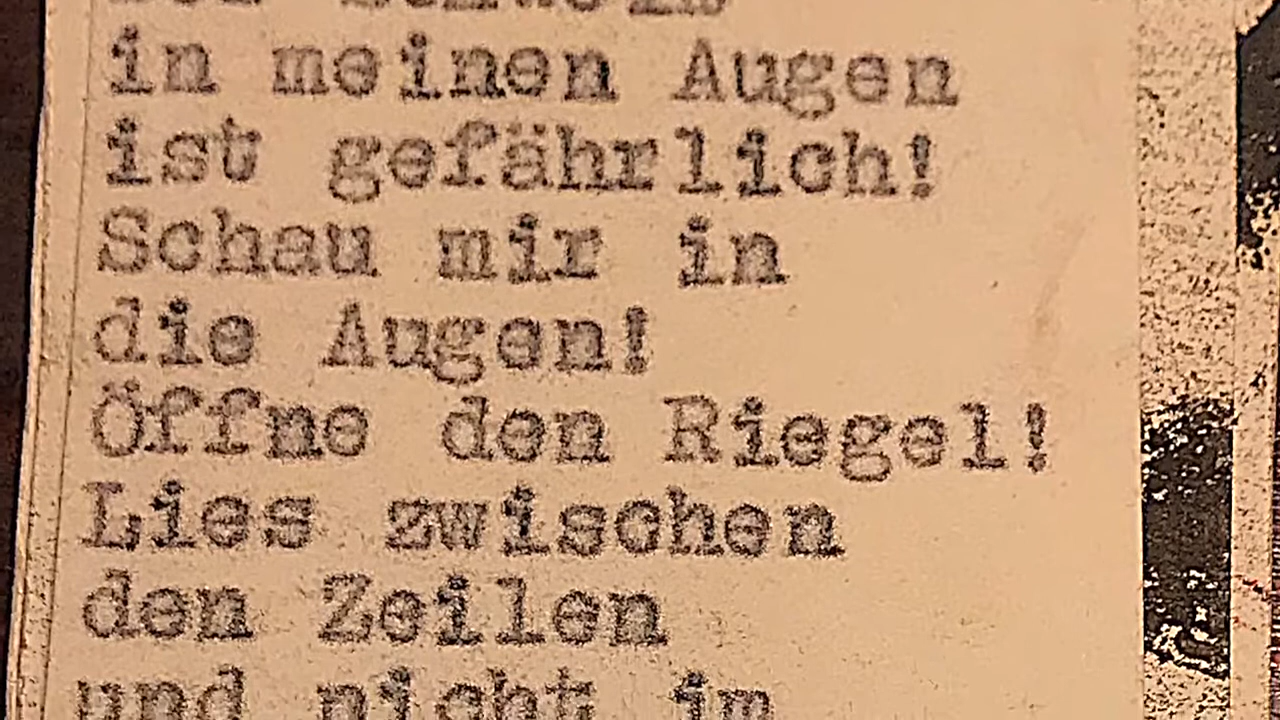 in meinen Augen
ist gefährlich!
Schau mir in
die Augen!
Öffne den Riegel!
Lies zwischen
den Zeilen
und nicht im